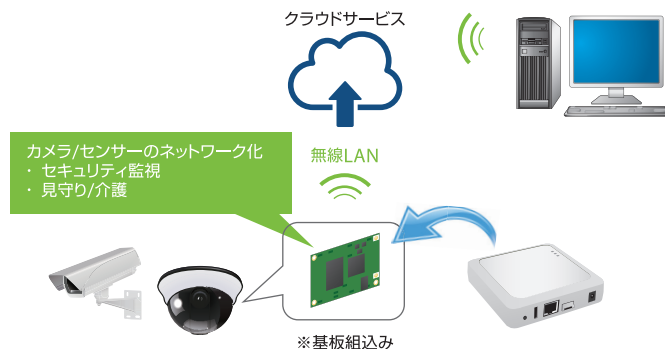 クラウドサービス
カメラ/センサーのネットワーク化
・ セキュリティ監視
・ 見守り/介護
無線LAN
※基板組込み